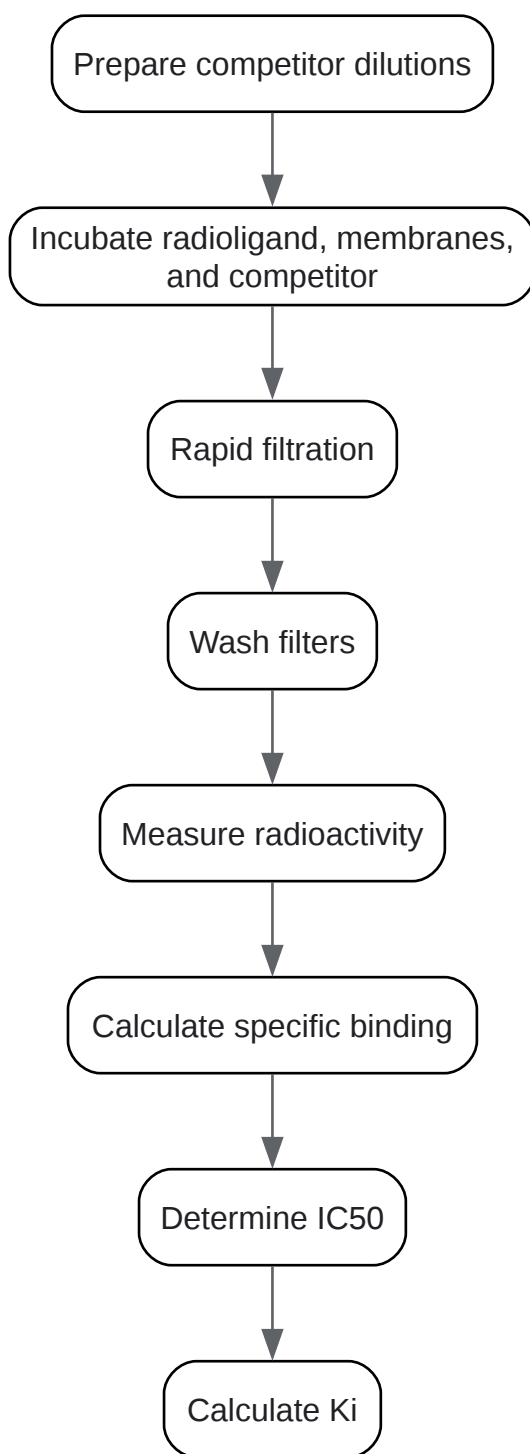 Prepare competitor dilutions
Incubate radioligand, membranes,
and competitor
Rapid filtration
Wash filters
Measure radioactivity
Calculate specific binding
Determine IC50
Calculate Ki